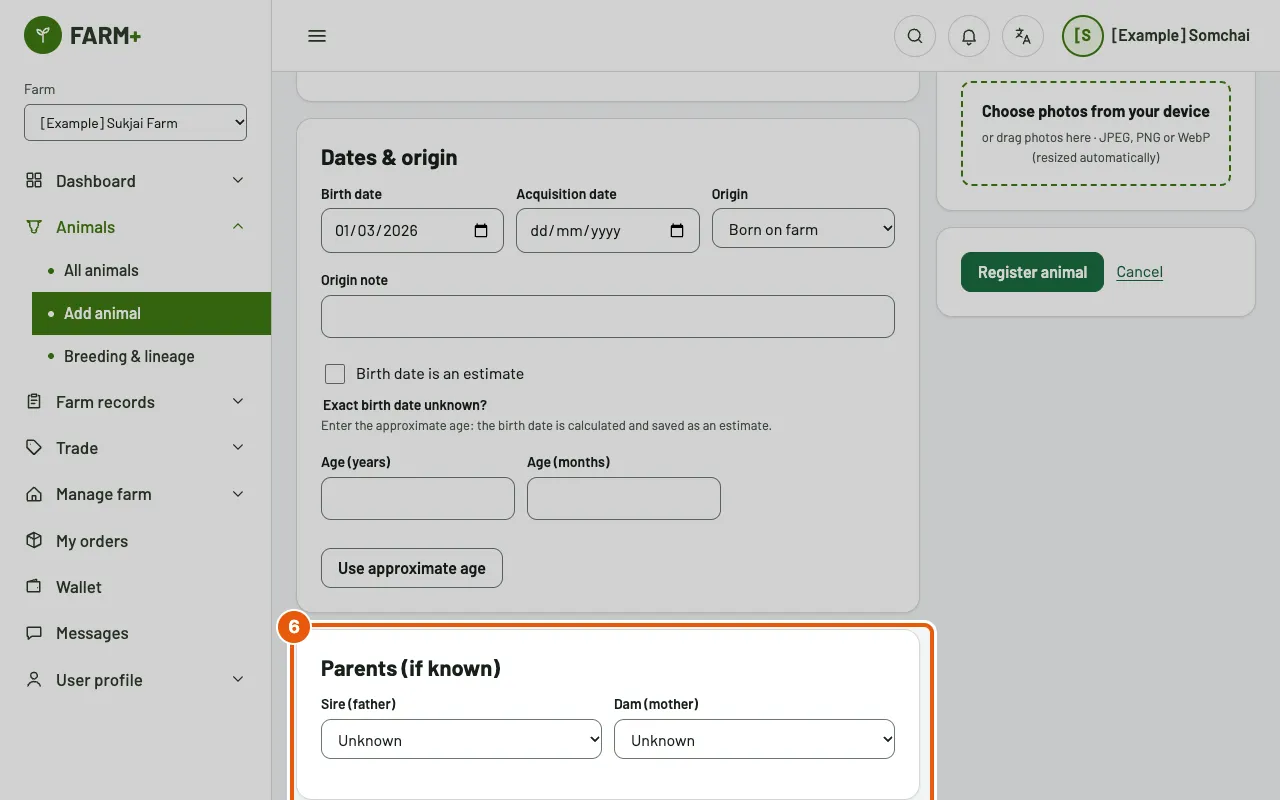 FARM+
Farm
[Example] Sukjai Farm
Dashboard
Animals
All animals
Add animal
Breeding & lineage
Farm records
Trade
Manage farm
My orders
Wallet
Messages
User profile
[S
[Example] Somchai
Dates & origin
Birth date
Acquisition date
Origin
01/03/2026
dd/mm/yyyy
Born on farm
Origin note
Birth date is an estimate
Exact birth date unknown?
Enter the approximate age: the birth date is calculated and saved as an estimate.
Age (years)
Age (months)
Use approximate age
6
Parents (if known)
Sire (father)
Dam (mother)
Unknown
Unknown
Choose photos from your device
or drag photos here · JPEG, PNG or WebP
(resized automatically)
Register animal
Cancel